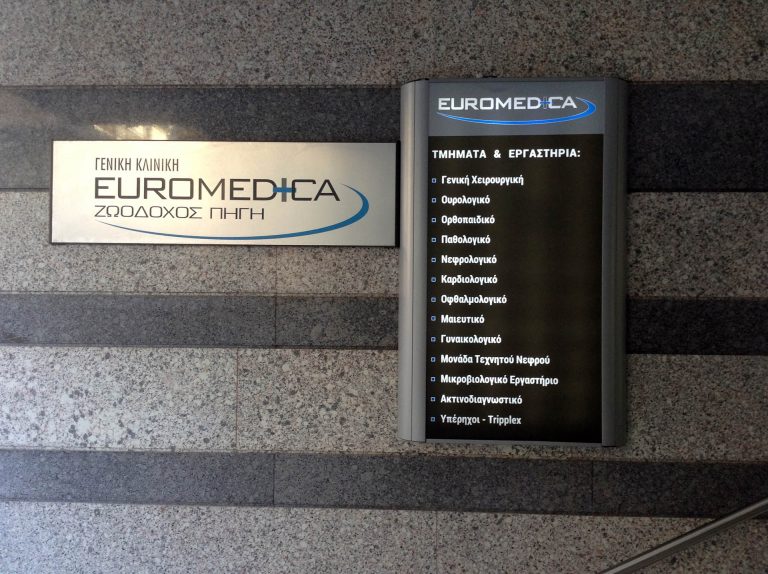 ΓΕΝΙΚΗ ΚΛΙΝΙΚΗ
EUROMEDICA
ΖΩΟΔΟΧΟΣ ΠΗΓΗ
EUROMEDICA
ΤΜΗΜΑΤΑ & ΕΡΓΑΣΤΗΡΙΑ:
Γενική Χειρουργική
Ουρολογικό
Ορθοπαιδικό
Παθολογικό
Νεφρολογικό
Καρδιολογικό
Οφθαλμολογικό
Μαιευτικό
Γυναικολογικό
Μονάδα Τεχνητού Νεφρού
Μικροβιολογικό Εργαστήριο
Ακτινοδιαγνωστικό
Υπέρηχοι - Tripplex